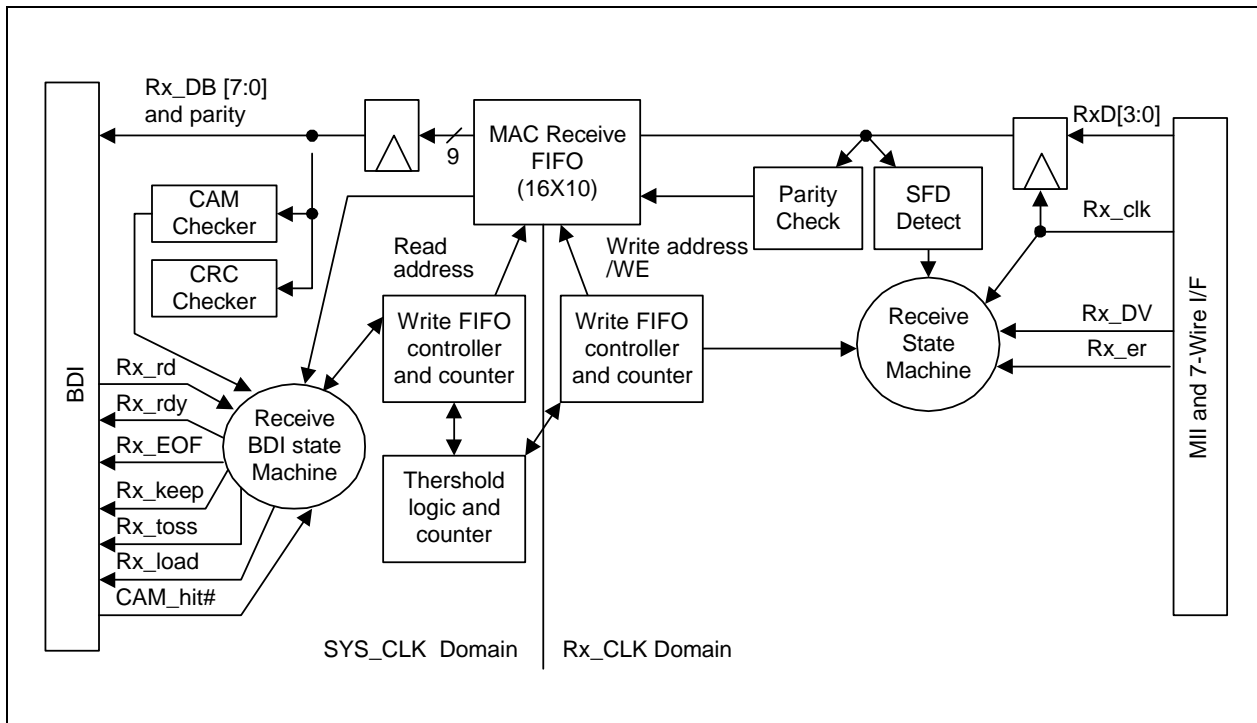 Rx_DB [7:0]
and parity
9
MAC Receive
FIFO
(16X10)
RxD[3:0]
CAM
Checker
Parity
Check
SFD
Detect
Rx_clk
CRC
Checker
Read
address
Write address
/WE
Write FIFO
controller
and counter
Write FIFO
controller
and counter
Receive
State
Machine
Rx_DV
Rx_er
BDI
MII and 7-Wire I/F
Rx_rd
Rx_rdy
Rx_EOF
Rx_keep
Rx_toss
Rx_load
CAM_hit#
Receive
BDI state
Machine
Thershold
logic and
counter
SYS_CLK Domain
Rx_CLK Domain